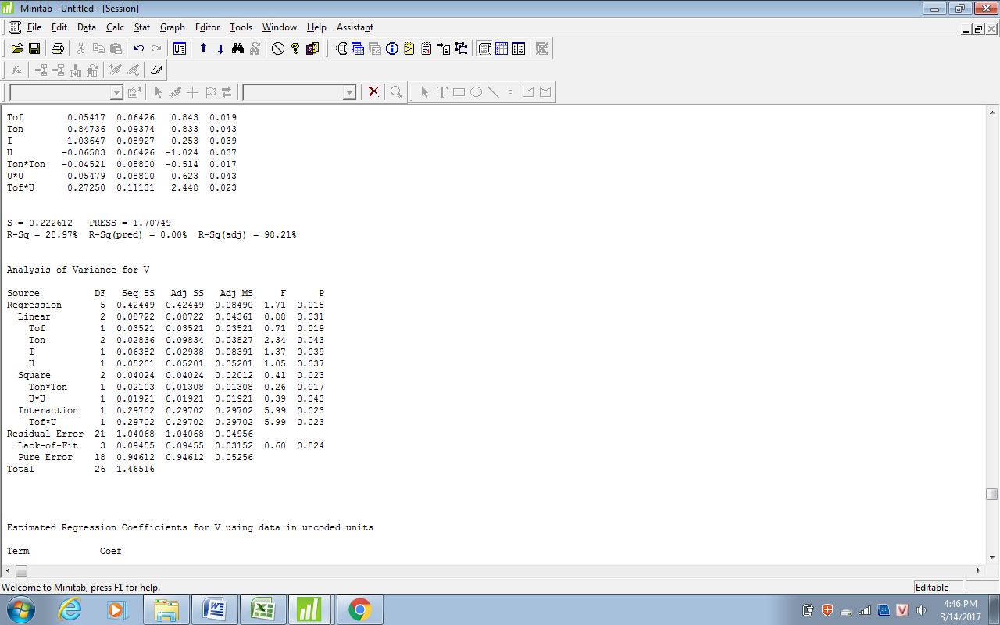 Minitab - Untitled - [Session]
File Edit Data Calc Stat Graph Editor Tools Window Help Assistant
Tof 0.05417 0.06426 0.843 0.019
Ton 0.84736 0.09374 0.833 0.043
I 1.03647 0.08927 0.253 0.039
U -0.06583 0.06426 -1.024 0.037
Ton*Ton -0.04521 0.08800 -0.514 0.017
U*U 0.05479 0.08800 0.623 0.043
Tof*U 0.27250 0.11131 2.448 0.023
S = 0.222612 PRESS = 1.70749
R-Sq = 28.97% R-Sq(pred) = 0.00% R-Sq(adj) = 98.21%
Analysis of Variance for V
Source DF Seq SS Adj SS Adj MS F P
Regression 5 0.42449 0.42449 0.08490 1.71 0.015
Linear 2 0.08722 0.08722 0.04361 0.88 0.031
Tof 1 0.03521 0.03521 0.03521 0.71 0.019
Ton 2 0.02836 0.09834 0.03827 2.34 0.043
I 1 0.06382 0.02938 0.08391 1.37 0.039
U 1 0.05201 0.05201 0.05201 1.05 0.037
Square 2 0.04024 0.04024 0.02012 0.41 0.023
Ton*Ton 1 0.02103 0.01308 0.01308 0.26 0.017
U*U 1 0.01921 0.01921 0.01921 0.39 0.043
Interaction 1 0.29702 0.29702 0.29702 5.99 0.023
Tof*U 1 0.29702 0.29702 0.29702 5.99 0.023
Residual Error 21 1.04068 1.04068 0.04956
Lack-of-Fit 3 0.09455 0.09455 0.03152 0.60 0.824
Pure Error 18 0.94612 0.94612 0.05256
Total 26 1.46516
Estimated Regression Coefficients for V using data in uncoded units
Term Coef
Welcome to Minitab, press F1 for help.
Editable
4:46 PM
3/14/2017